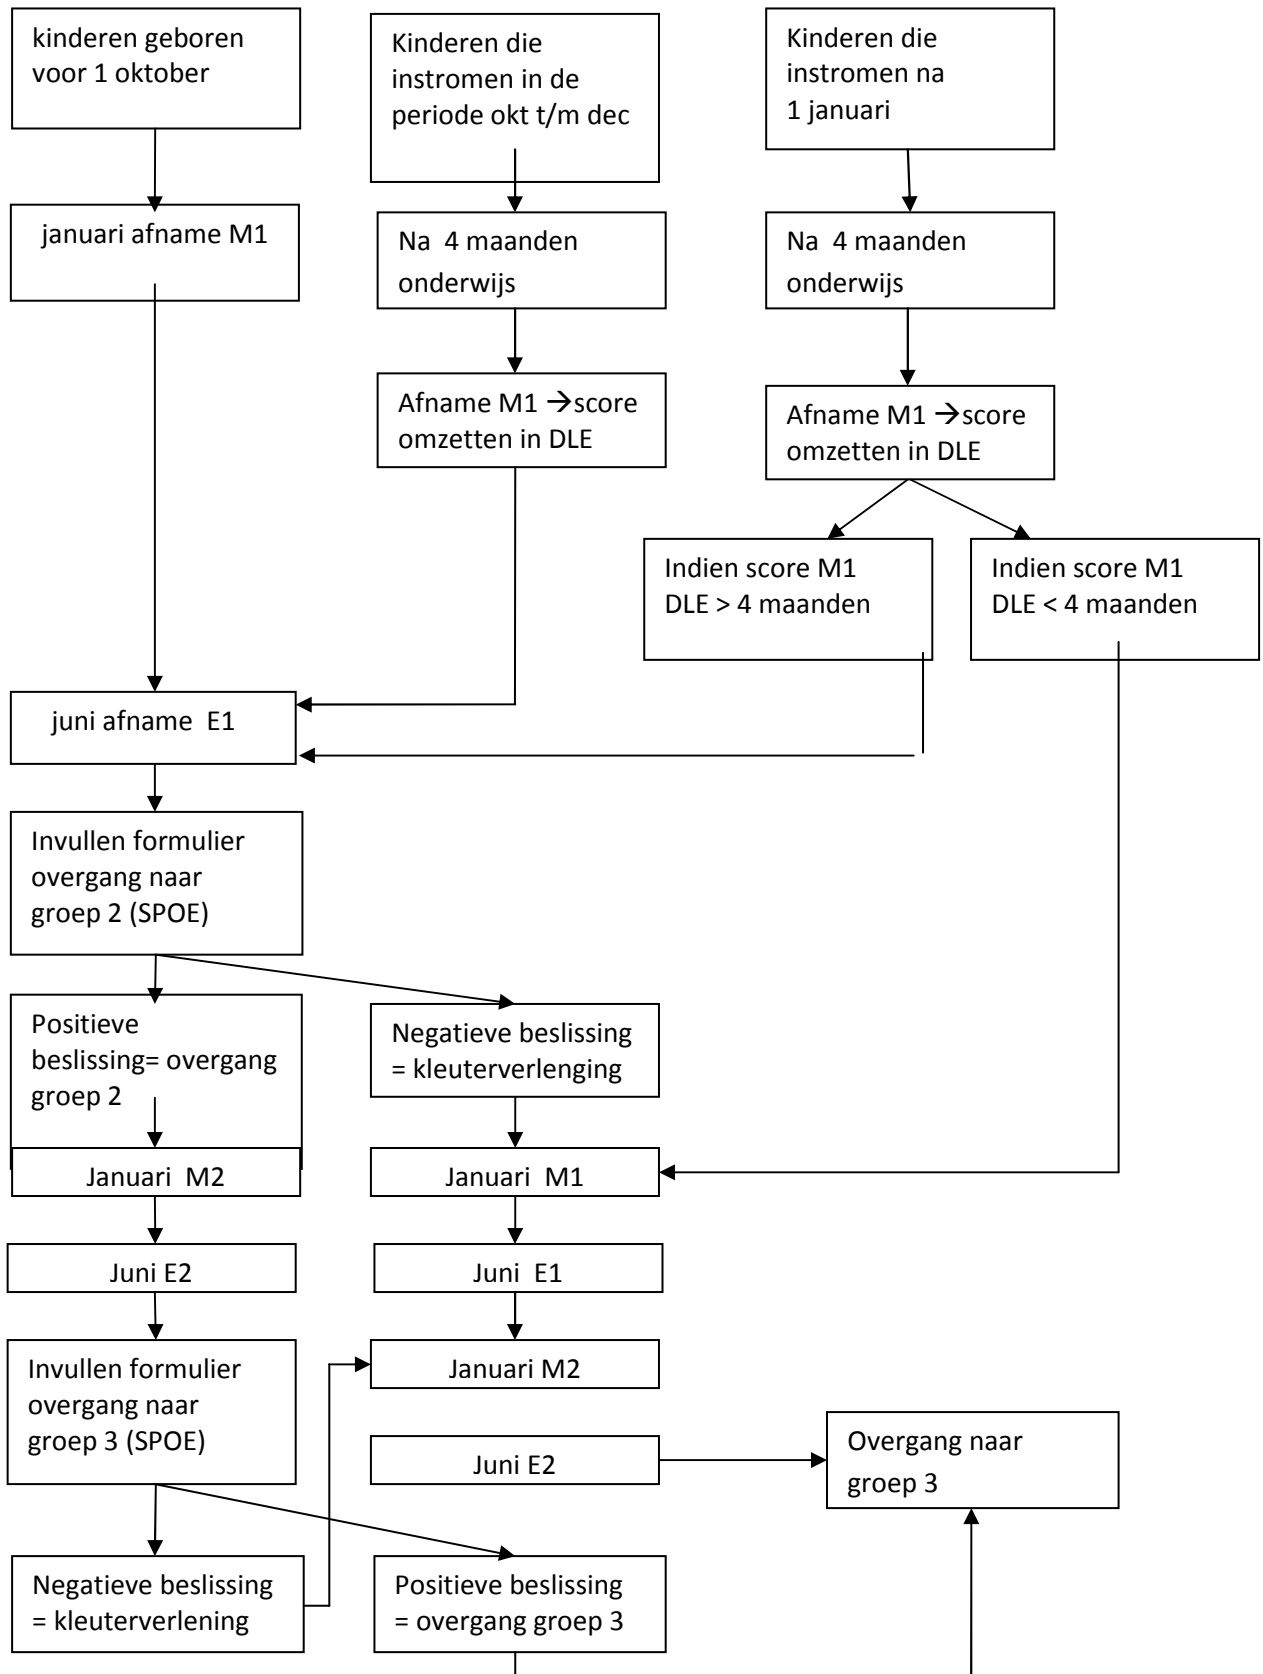 kinderen geboren
voor 1 oktober
Kinderen die
instromen in de
periode okt t/m dec
Kinderen die
instromen na
1 januari
januari afname M1
Na 4 maanden
onderwijs
Na 4 maanden
onderwijs
Afname M1 →score
omzetten in DLE
Afname M1 →score
omzetten in DLE
Indien score M1
DLE > 4 maanden
Indien score M1
DLE < 4 maanden
juni afname E1
Invullen formulier
overgang naar
groep 2 (SPOE)
Positieve
beslissing= overgang
groep 2
Negatieve beslissing
= kleuterverlenging
Januari M2
Januari M1
Juni E2
Juni E1
Invullen formulier
overgang naar
groep 3 (SPOE)
Januari M2
Juni E2
Overgang naar
groep 3
Negatieve beslissing
= kleuterverlening
Positieve beslissing
= overgang groep 3